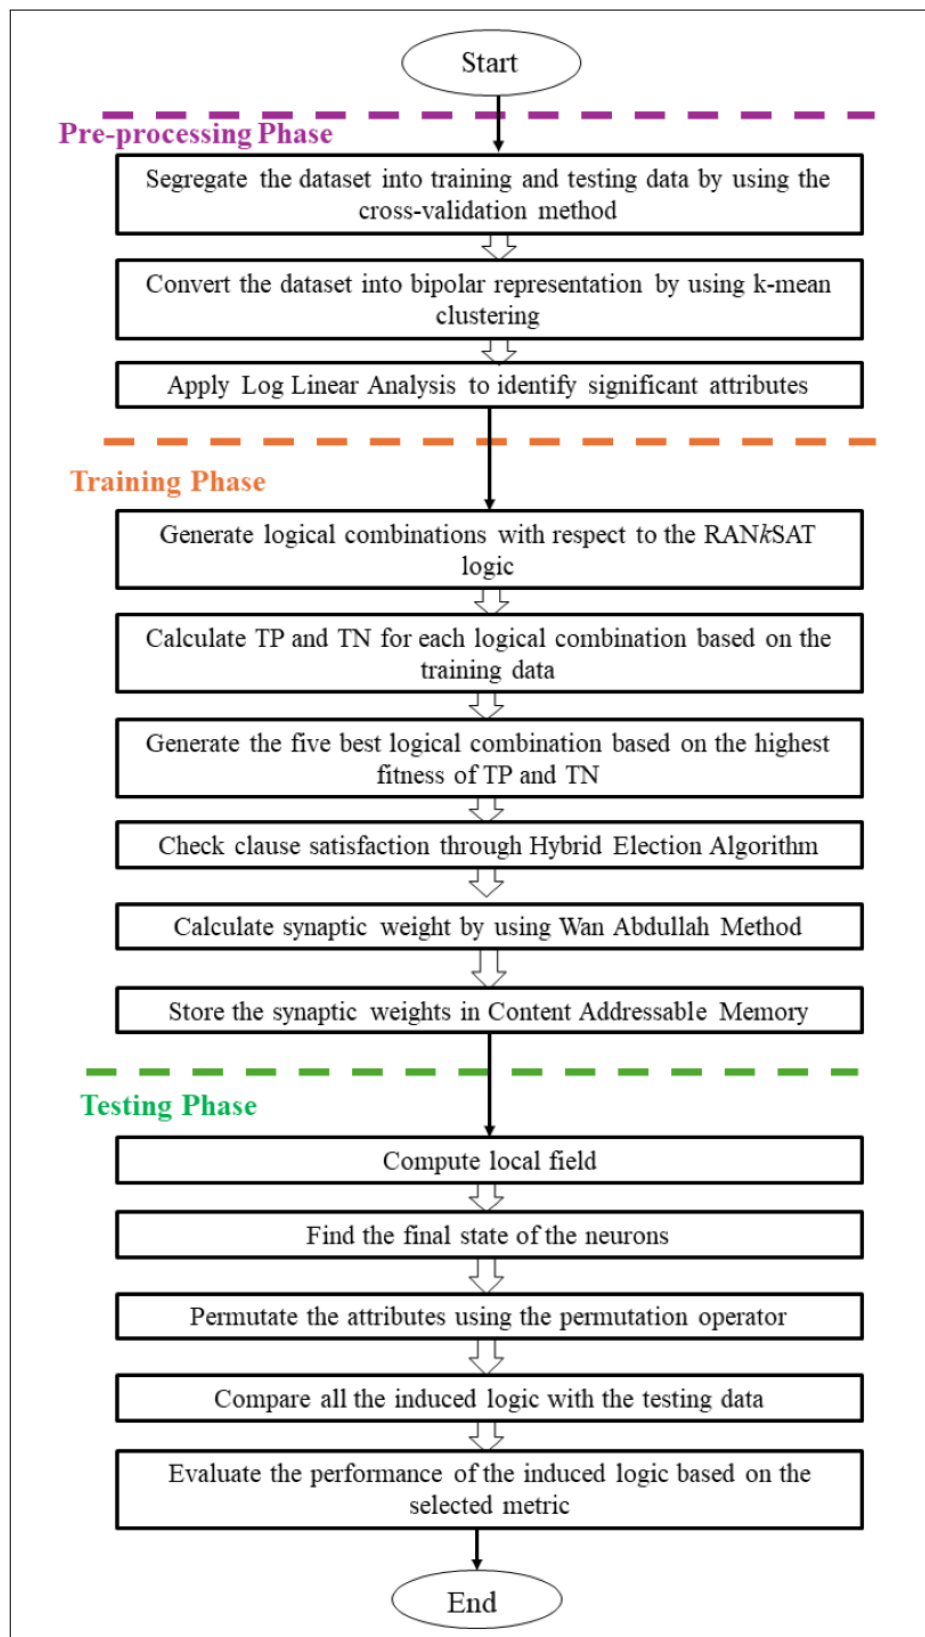 Start
Pre-processing Phase
Segregate the dataset into training and testing data by using the
cross-validation method
Convert the dataset into bipolar representation by using k-mean
clustering
Apply Log Linear Analysis to identify significant attributes
Training Phase
Generate logical combinations with respect to the RANkSAT
logic
Calculate TP and TN for each logical combination based on the
training data
Generate the five best logical combination based on the highest
fitness of TP and TN
Check clause satisfaction through Hybrid Election Algorithm
Calculate synaptic weight by using Wan Abdullah Method
Store the synaptic weights in Content Addressable Memory
Testing Phase
Compute local field
Find the final state of the neurons
Permutate the attributes using the permutation operator
Compare all the induced logic with the testing data
Evaluate the performance of the induced logic based on the
selected metric
End